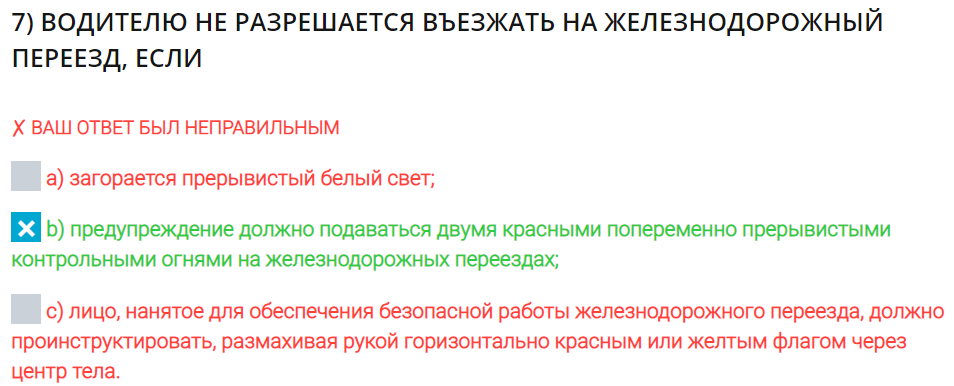 7) ВОДИТЕЛЮ НЕ РАЗРЕШАЕТСЯ ВЪЕЗЖАТЬ НА ЖЕЛЕЗНОДОРОЖНЫЙ
ПЕРЕЕЗД, ЕСЛИ
✗ ВАШ ОТВЕТ БЫЛ НЕПРАВИЛЬНЫМ
a) загорается прерывистый белый свет;
b) предупреждение должно подаваться двумя красными попеременно прерывистыми
контрольными огнями на железнодорожных переездах;
c) лицо, нанятое для обеспечения безопасной работы железнодорожного переезда, должно
проинструктировать, размахивая рукой горизонтально красным или желтым флагом через
центр тела.